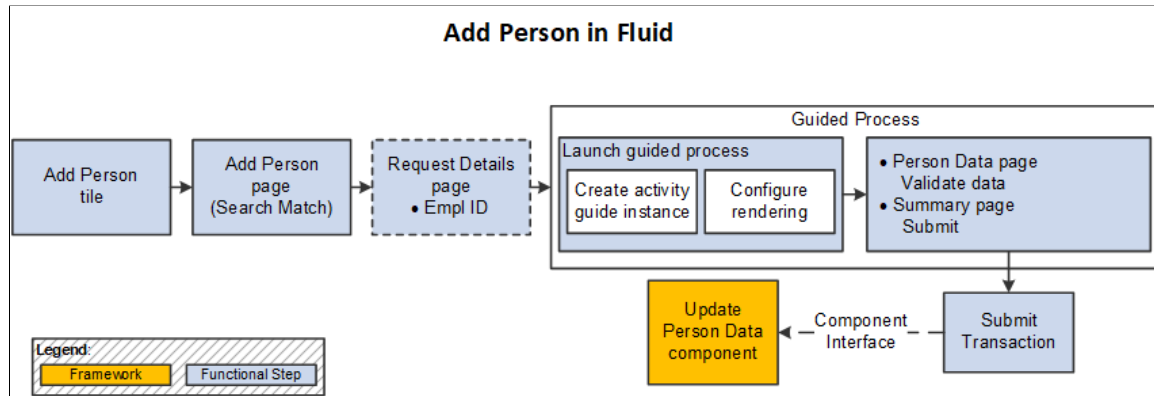 Add Person in Fluid
Guided Process
Add Person
tile
Add Person
page
(Search Match)
Request Details
page
• Empl ID
Launch guided process
Create activity
guide instance
Configure
rendering
• Person Data page
Validate data
• Summary page
Submit
Update
Person Data
component
Component
Interface
Submit
Transaction
Legend:
Framework
Functional Step